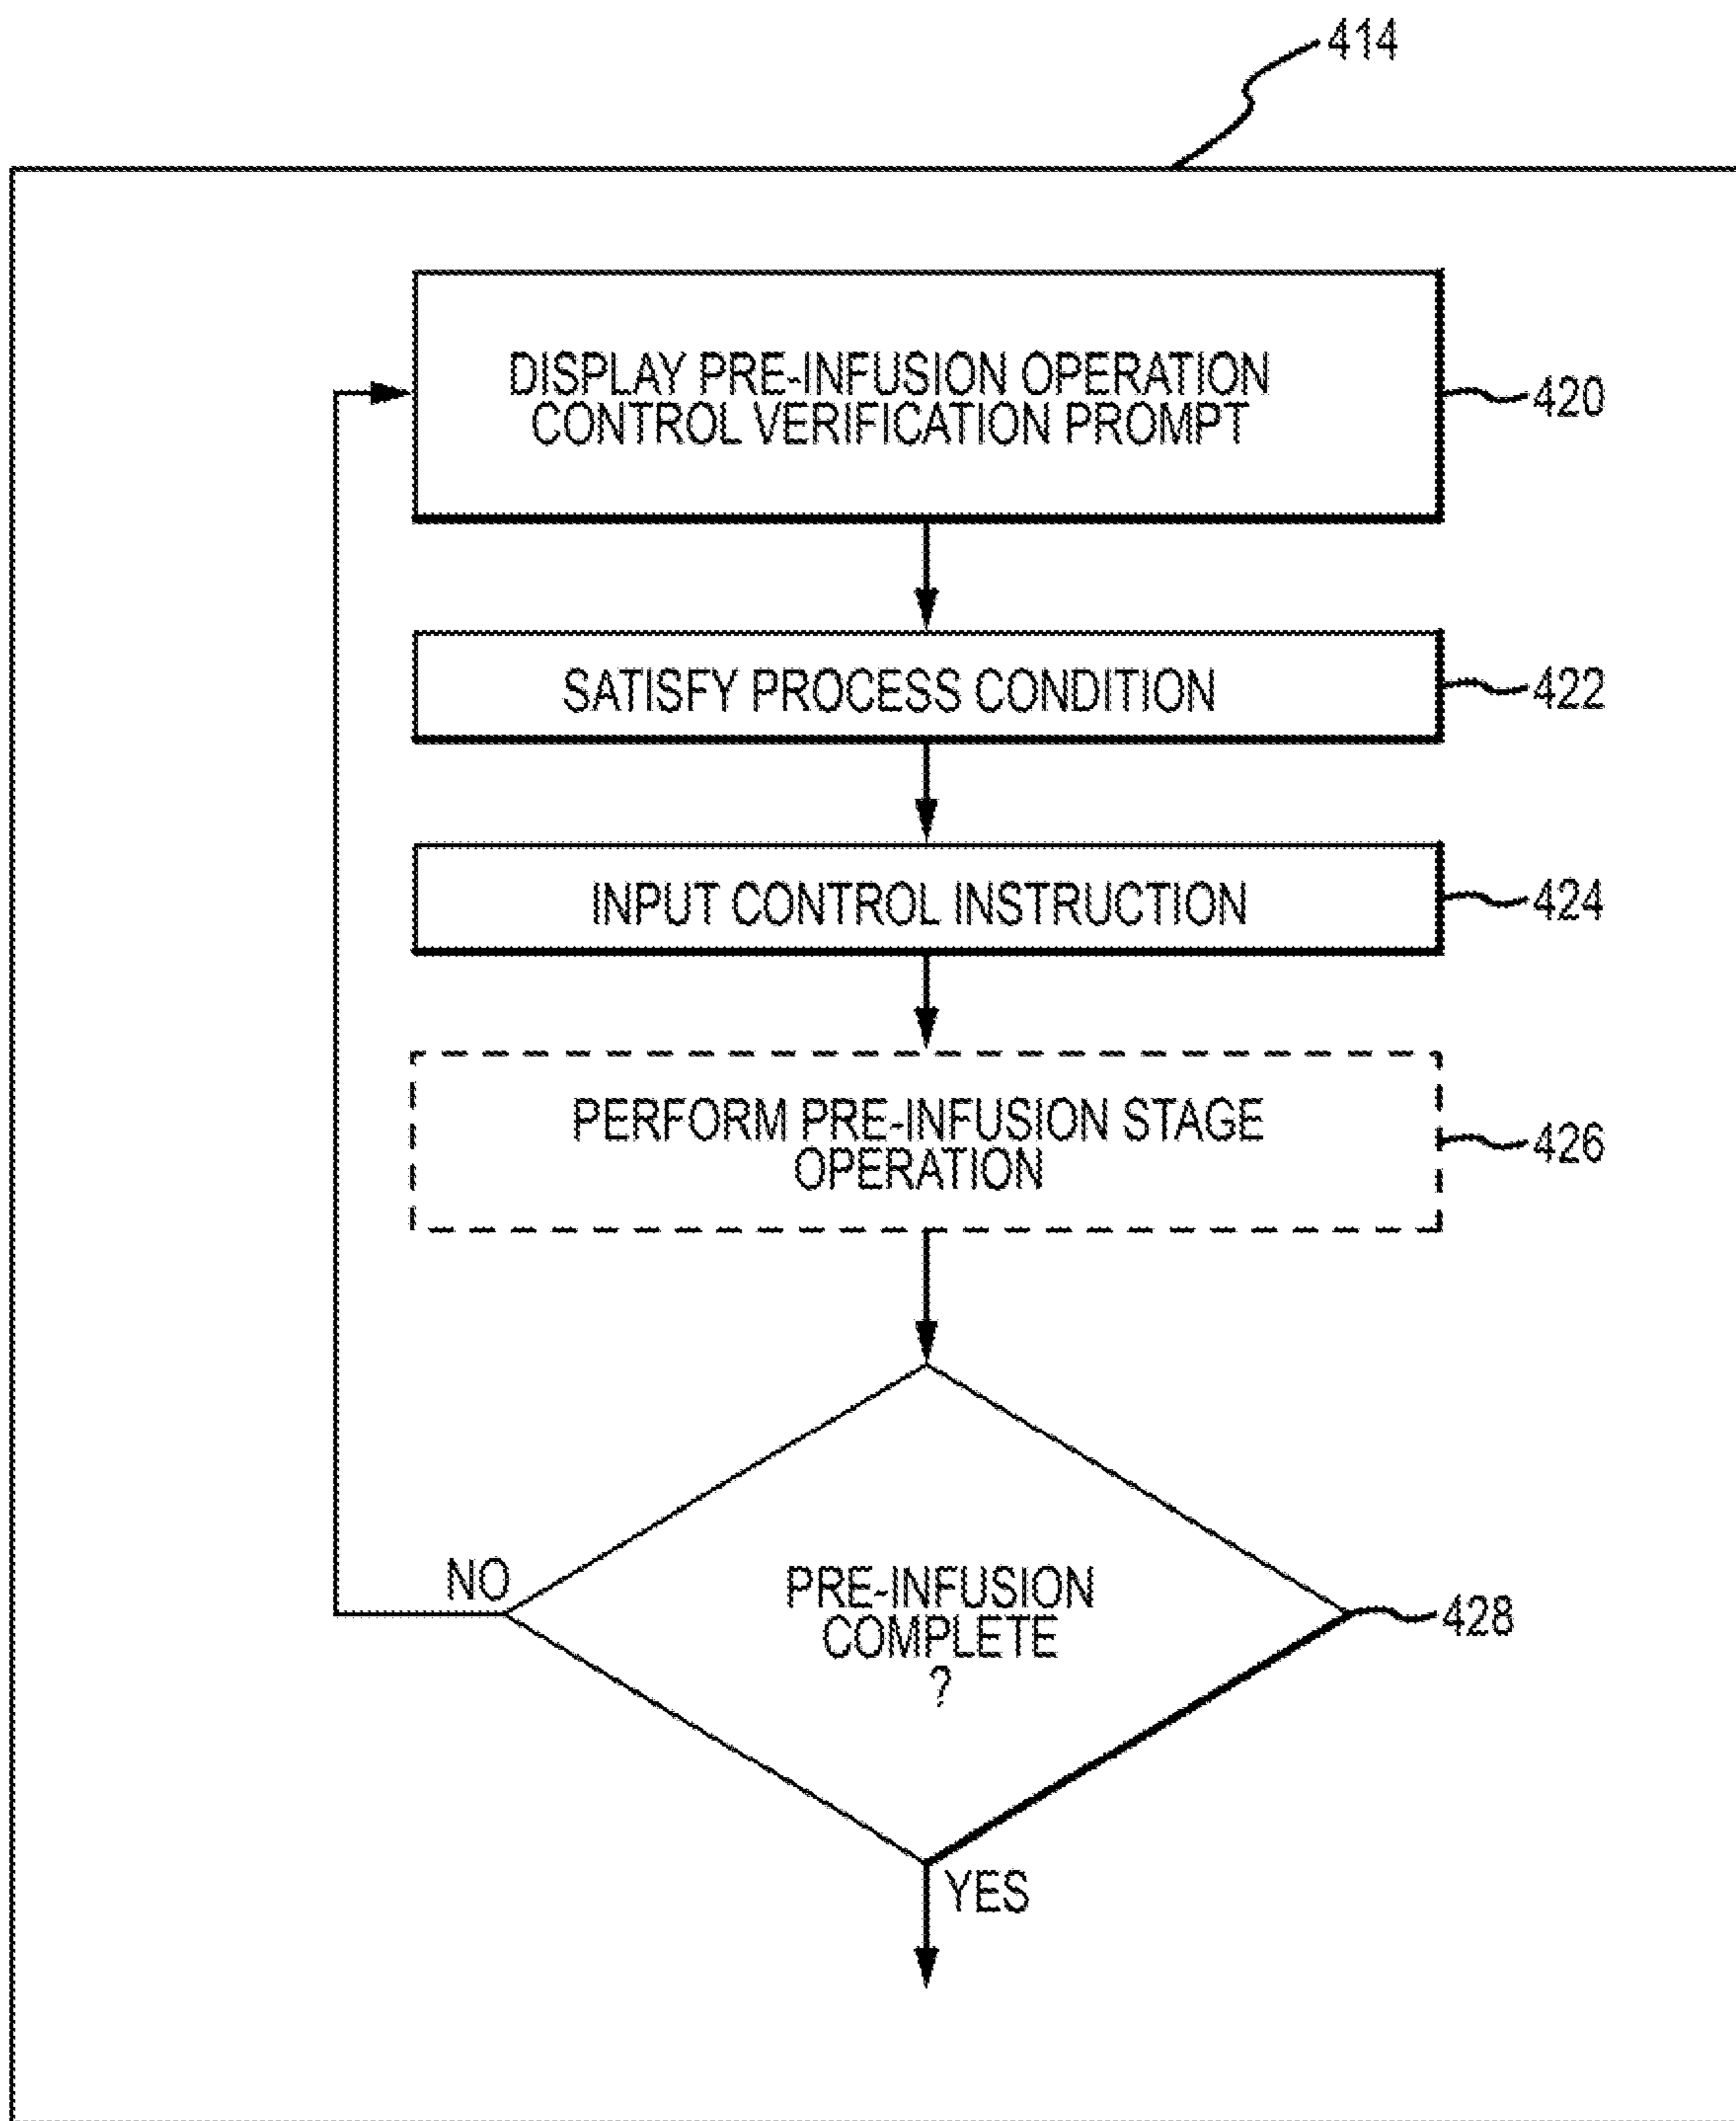 414
DISPLAY PRE-INFUSION OPERATION
CONTROL VERIFICATION PROMPT
420
SATISFY PROCESS CONDITION
422
INPUT CONTROL INSTRUCTION
424
PERFORM PRE-INFUSION STAGE
OPERATION
426
NO
PRE-INFUSION
COMPLETE
?
428
YES